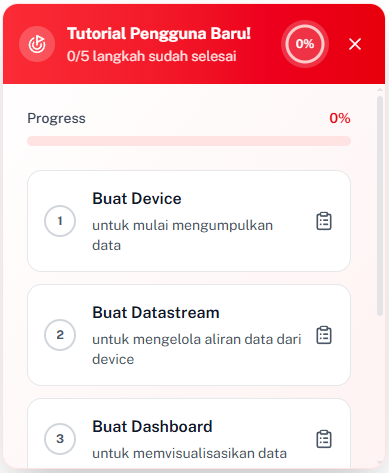 Tutorial Pengguna Baru!
0/5 langkah sudah selesai
0%
Progress
0%
1
Buat Device
untuk mulai mengumpulkan
data
2
Buat Datastream
untuk mengelola aliran data dari
device
3
Buat Dashboard
untuk memvisualisasikan data